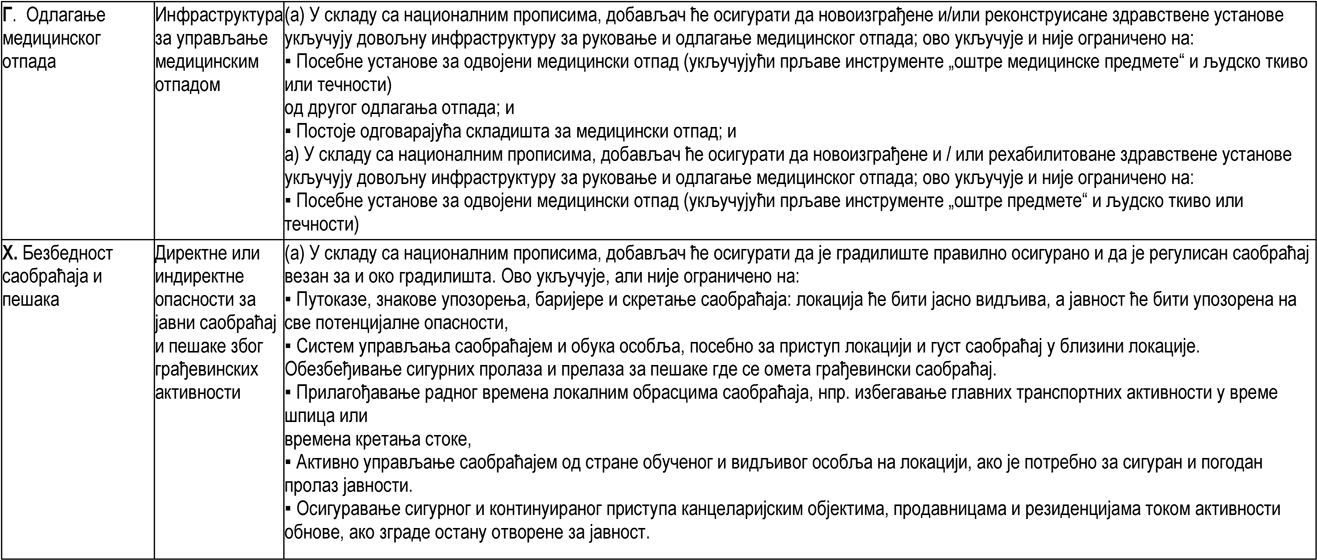 Г. Одлагање
медицинског
отпада
Инфраструктура
за управљање
медицинским
отпадом
(а) У складу са националним прописима, добављач ће осигурати да новоизграђене и/или реконструисане здравствене установе
укључују довољну инфраструктуру за руковање и одлагање медицинског отпада; ово укључује и није ограничено на:
▪ Посебне установе за одвојени медицински отпад (укључујући прљаве инструменте „оштре медицинске предмете“ и људско ткиво
или течности)
од другог одлагања отпада; и
▪ Постоје одговарајућа складишта за медицински отпад; и
а) У складу са националним прописима, добављач ће осигурати да новоизграђене и / или рехабилитоване здравствене установе
укључују довољну инфраструктуру за руковање и одлагање медицинског отпада; ово укључује и није ограничено на:
▪ Посебне установе за одвојени медицински отпад (укључујући прљаве инструменте „оштре предмете“ и људско ткиво или
течности)
Х. Безбедност
саобраћаја и
пешака
Директне или
индиректне
опасности за
јавни саобраћај
и пешаке због
грађевинских
активности
(а) У складу са националним прописима, добављач ће осигурати да је градилиште правилно осигурано и да је регулисан саобраћај
везан за и око градилишта. Ово укључује, али није ограничено на:
▪ Путоказе, знакове упозорења, баријере и скретање саобраћаја: локација ће бити јасно видљива, а јавност ће бити упозорена на
све потенцијалне опасности,
▪ Систем управљања саобраћајем и обука особља, посебно за приступ локацији и густ саобраћај у близини локације.
Обезбеђивање сигурних пролаза и прелаза за пешаке где се омета грађевински саобраћај.
▪ Прилагођавање радног времена локалним обрасцима саобраћаја, нпр. избегавање главних транспортних активности у време
шпица или
времена кретања стоке,
▪ Активно управљање саобраћајем од стране обученог и видљивог особља на локацији, ако је потребно за сигуран и погодан
пролаз јавности.
▪ Осигуравање сигурног и континуираног приступа канцеларијским објектима, продавницама и резиденцијама током активности
обнове, ако зграде остану отворене за јавност.